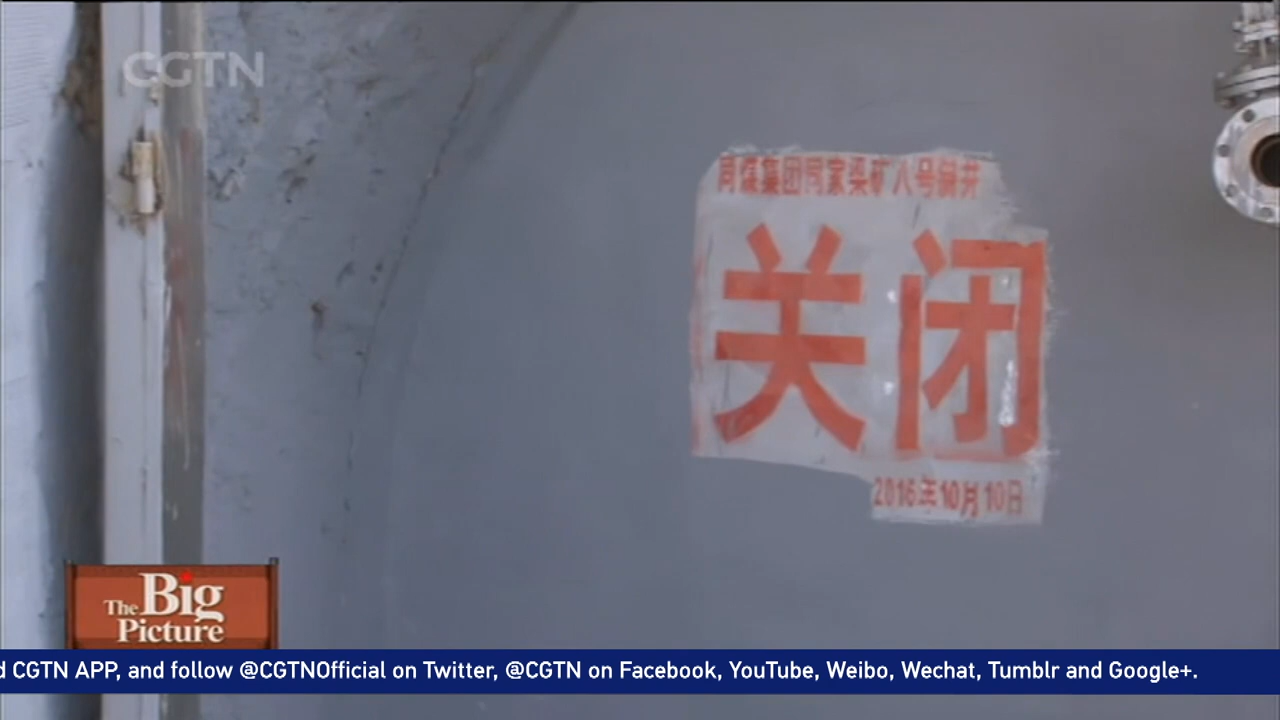 CGTN
同煤集团同家梁矿八号副井
关闭
2016年10月10日
The Big
Picture
d CGTN APP, and follow @CGTNOfficial on Twitter, @CGTN on Facebook, YouTube, Weibo, Wechat, Tumblr and Google+.